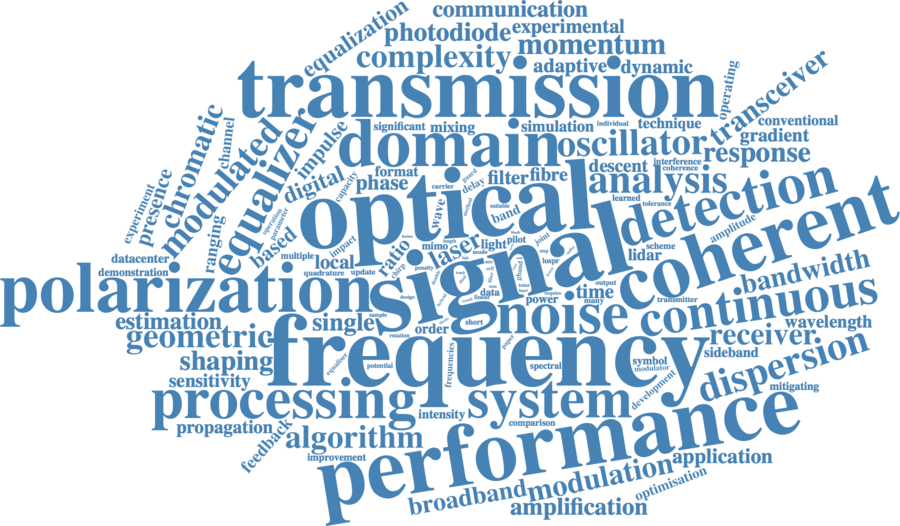 communication
equalization
photodiode
experimental
complexity
momentum
adaptive
dynamic
transmission
operating
transceiver
chromatic
channel
modulated
equalizer
impulse
significant
mixing
simulation
individual
technique
conventional
gradient
domain
oscillator
response
descent
interference
coherence
format
phase
capacity
carrier
guard
delay
filter
fibre
analysis
learned
tolerance
digital
experiment
presence
ranging
based
operation
parameter
optical
wave
method
suitable
band
detection
amplitude
datacenter
demonstration
multiple
local
quadrature
update
impact
ratio
chirp
mimo
laser
light
pilot
mode
joint
lidar
scheme
coherent
polarization
signal
penalty
data
linear
power
time
many
output
transmitter
bandwidth
continuous
estimation
geometric
single
sample
design
order
short
noise
receiver
wavelength
sideband
shaping
sensitivity
frequency
rotation
potential
equaliser
frequencies
paper
spectral
symbol
modulator
development
dispersion
mitigating
processing
intensity
system
comparison
propagation
feedback
algorithm
improvement
performance
broadband
modulation
application
amplification
optimisation